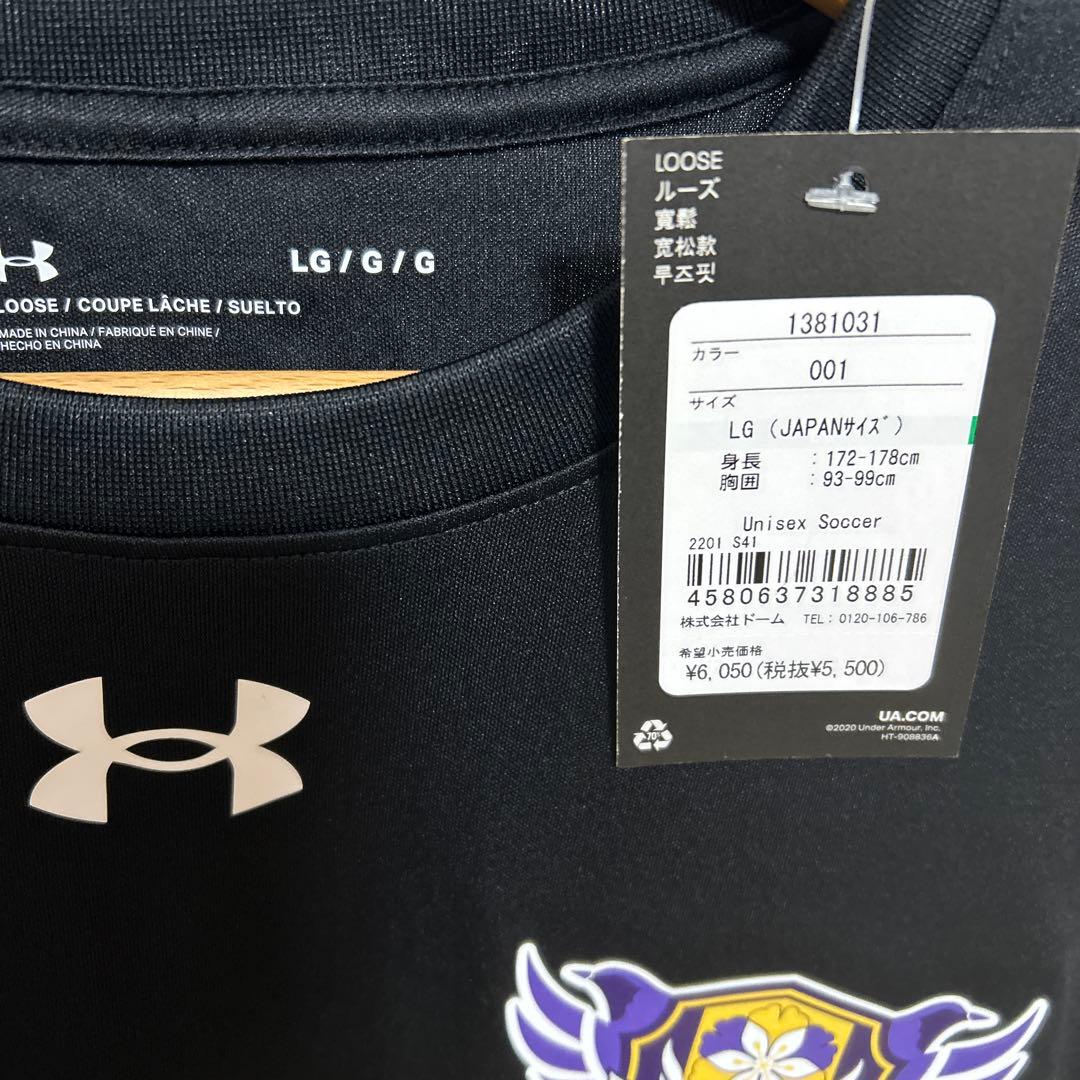 LG / G / G
LOOSE / COUPE LÂCHE / SUELTO
MADE IN CHINA / FABRIQUÉ EN CHINE /
HECHO EN CHINA
LOOSE
ルーズ
寬鬆
宽松款
루즈핏
1381031
カラー
001
サイズ
LG (JAPANｻｲｽﾞ)
身長 : 172-178cm
胸囲 : 93-99cm
Unisex Soccer
2201 S41
4580637318885
株式会社ドーム TEL: 0120-106-786
希望小売価格
¥6,050(税抜¥5,500)
70%
UA.COM
©2020 Under Armour, Inc.
HT-908836A